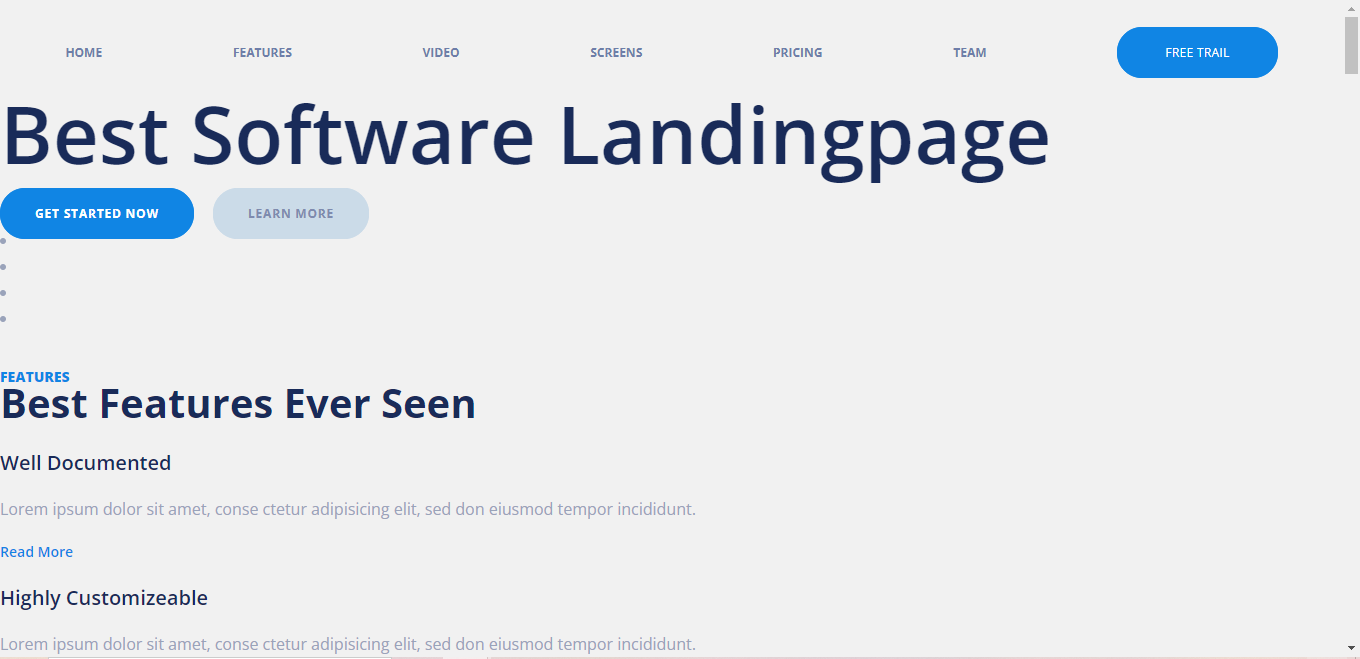 HOME FEATURES VIDEO SCREENS PRICING TEAM FREE TRAIL
Best Software Landingpage
GET STARTED NOW LEARN MORE
FEATURES
Best Features Ever Seen
Well Documented
Lorem ipsum dolor sit amet, conse ctetur adipisicing elit, sed don eiusmod tempor incididunt.
Read More
Highly Customizeable
Lorem ipsum dolor sit amet, conse ctetur adipisicing elit, sed don eiusmod tempor incididunt.